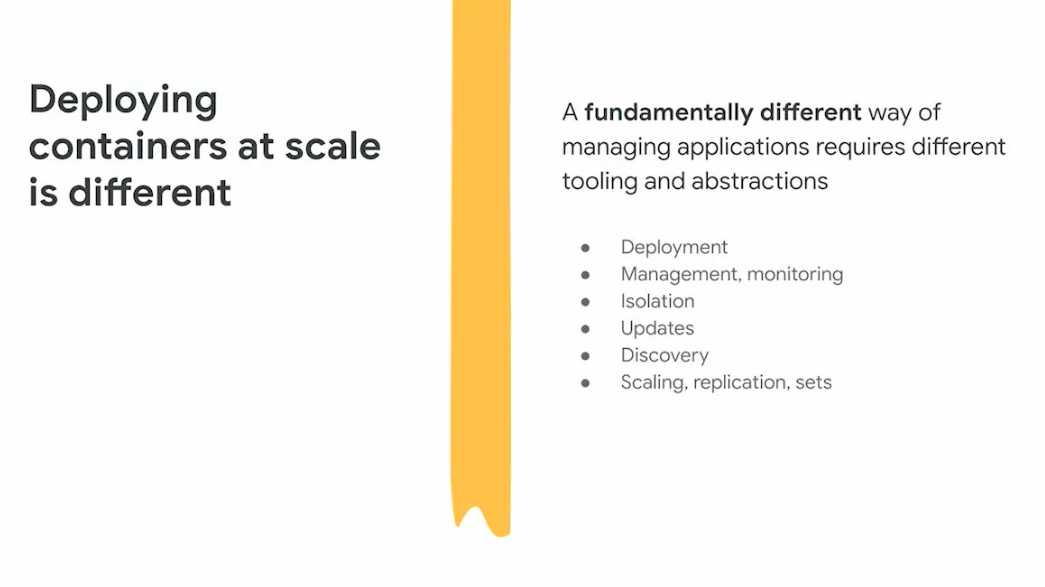 Deploying
containers at scale
is different
A fundamentally different way of
managing applications requires different
tooling and abstractions
● Deployment
● Management, monitoring
● Isolation
● Updates
● Discovery
● Scaling, replication, sets